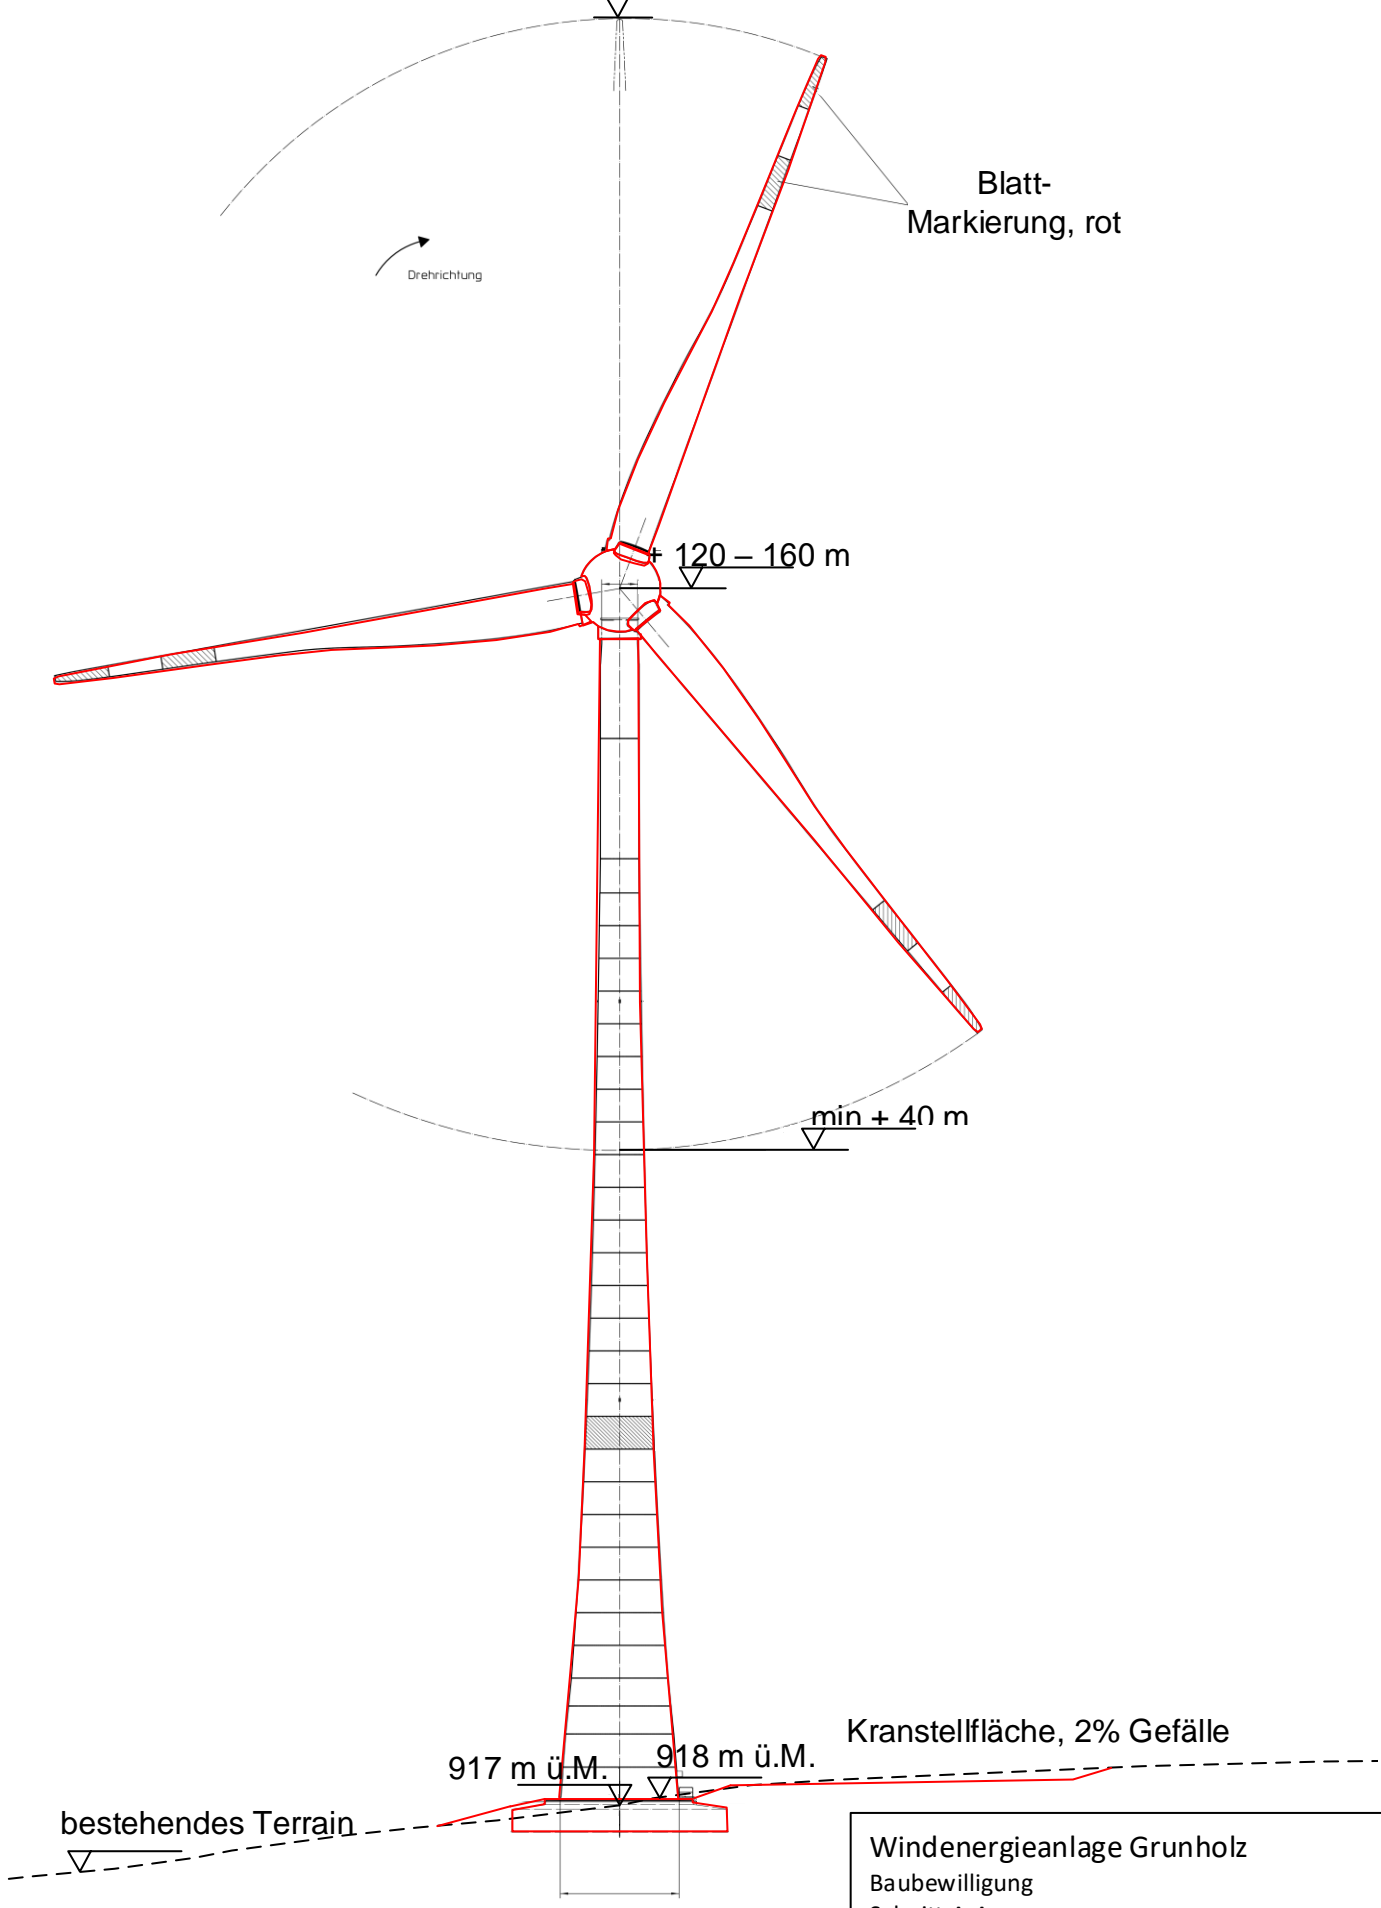 Blatt-
Markierung, rot
Drehrichtung
+ 120 – 160 m
min + 40 m
Kranstellfläche, 2% Gefälle
917 m ü.M.
918 m ü.M.
bestehendes Terrain
Windenergieanlage Grunholz
Baubewilligung